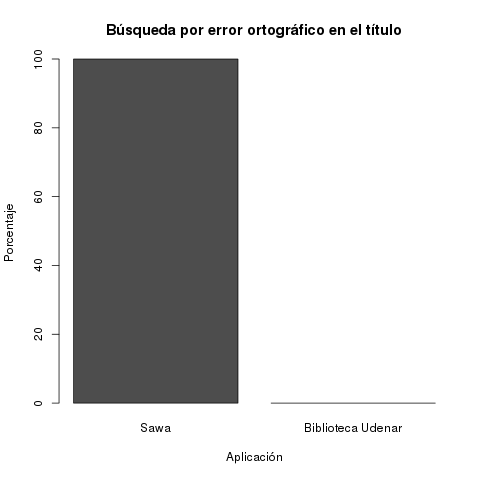 Búsqueda por error ortográfico en el título
Porcentaje
100
80
60
40
20
0
Sawa
Biblioteca Udenar
Aplicación